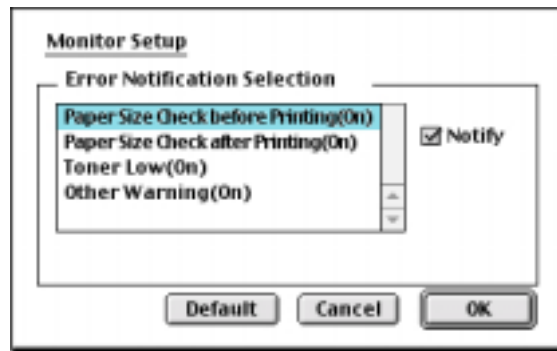 Monitor Setup
Error Notification Selection
Paper Size Check before Printing(On)
Paper Size Check after Printing(On)
Toner Low(On)
Other Warning(On)
Notify
Default
Cancel
OK